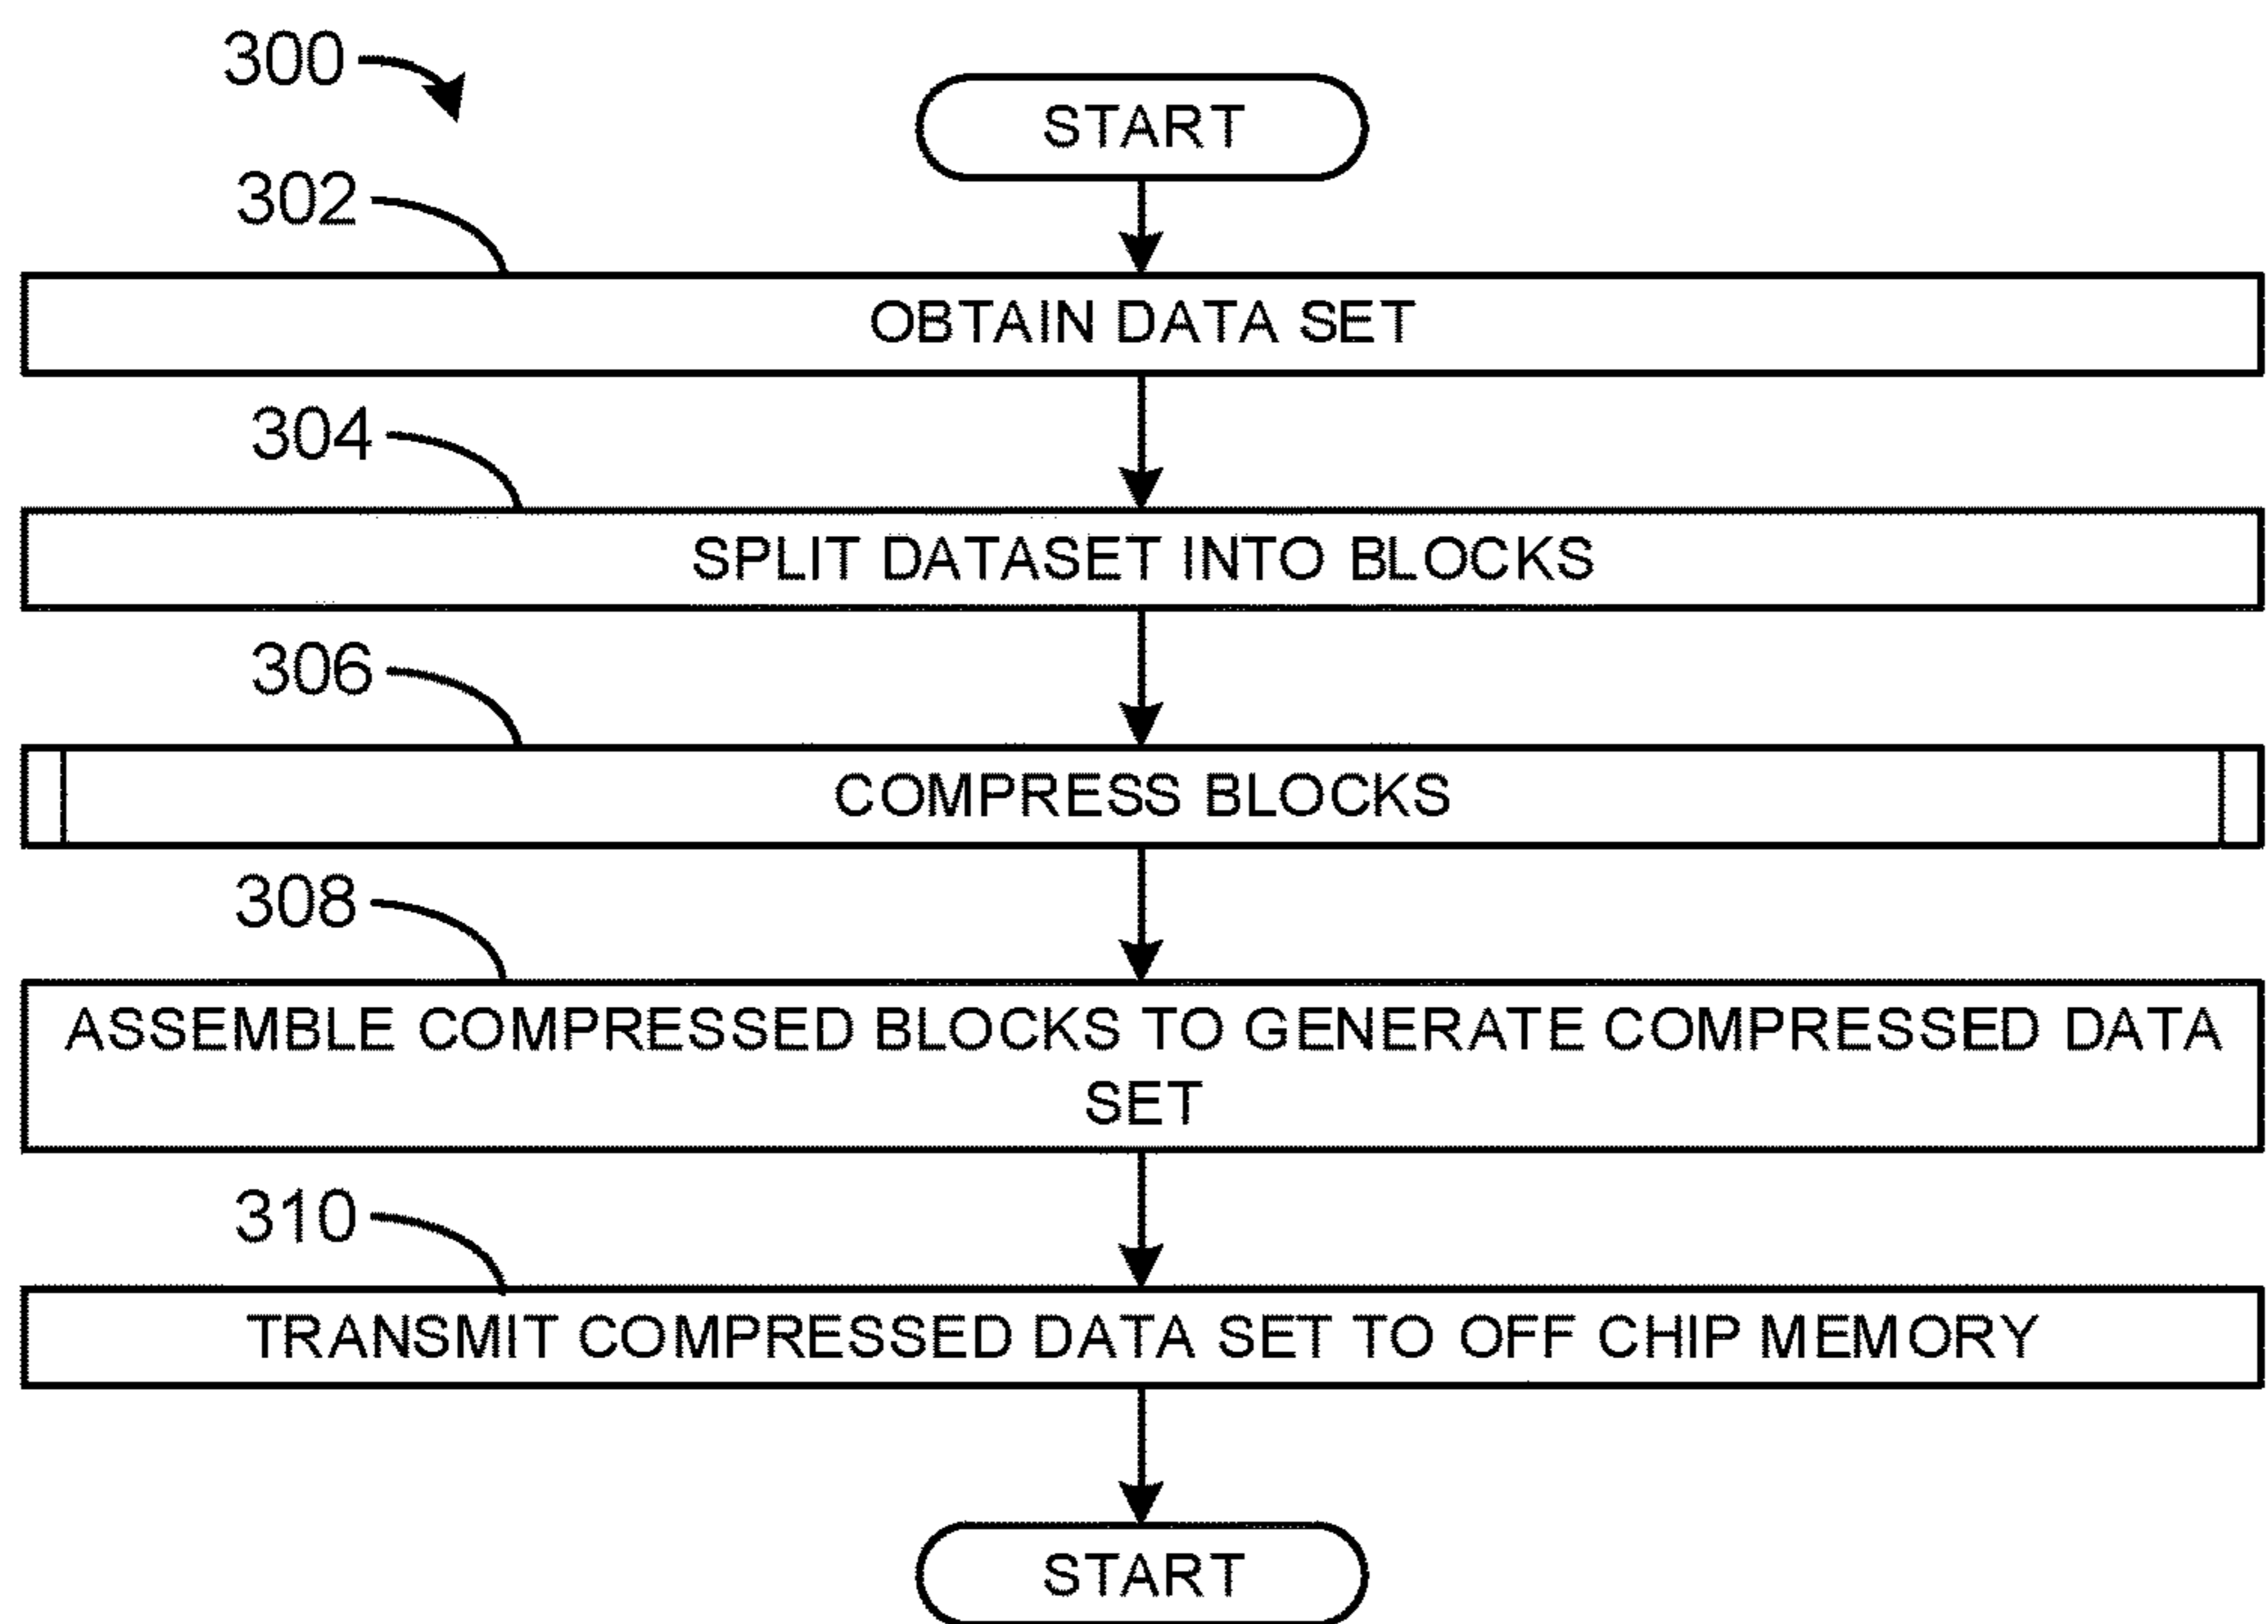 300
START
302
OBTAIN DATA SET
304
SPLIT DATASET INTO BLOCKS
306
COMPRESS BLOCKS
308
ASSEMBLE COMPRESSED BLOCKS TO GENERATE COMPRESSED DATA
SET
310
TRANSMIT COMPRESSED DATA SET TO OFF CHIP MEMORY
START